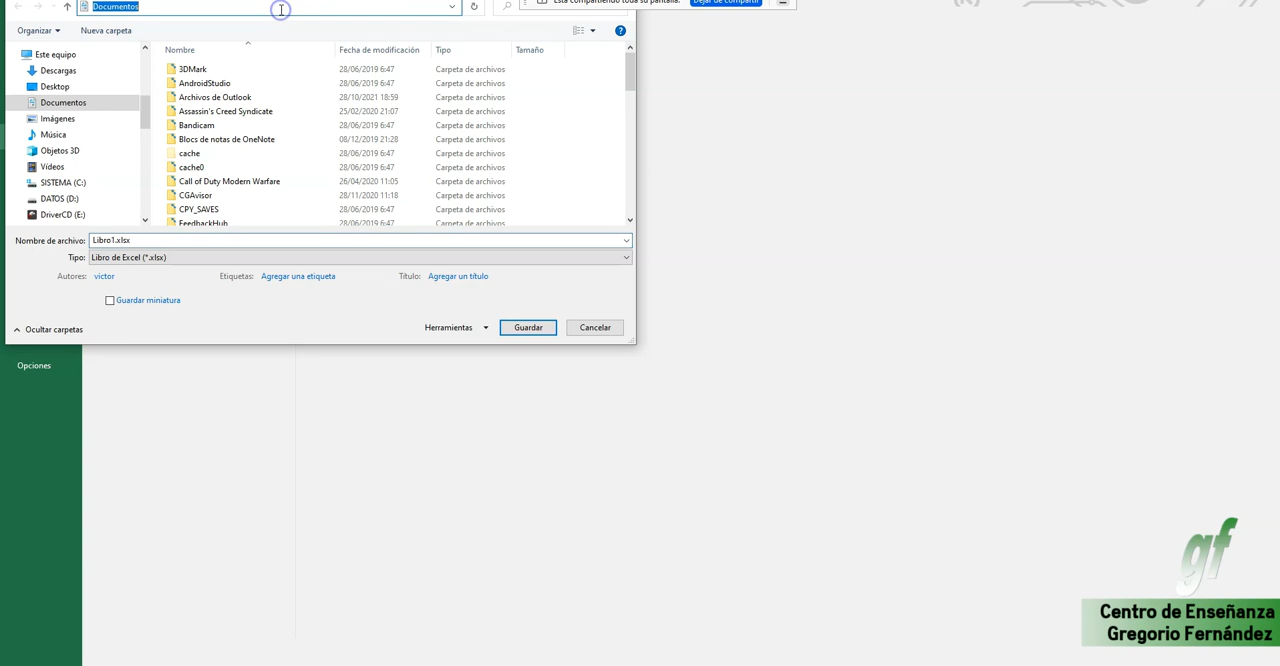 Documentos
Está compartiendo toda su pantalla.
Dejar de compartir
Organizar
Nueva carpeta
Este equipo
Descargas
Desktop
Documentos
Imágenes
Música
Objetos 3D
Vídeos
SISTEMA (C:)
DATOS (D:)
DriverCD (E:)
Nombre Fecha de modificación Tipo Tamaño
3DMark 28/06/2019 6:47 Carpeta de archivos
AndroidStudio 28/06/2019 6:47 Carpeta de archivos
Archivos de Outlook 28/10/2021 18:59 Carpeta de archivos
Assassin's Creed Syndicate 25/02/2020 21:07 Carpeta de archivos
Bandicam 28/06/2019 6:47 Carpeta de archivos
Blocs de notas de OneNote 08/12/2019 21:28 Carpeta de archivos
cache 28/06/2019 6:47 Carpeta de archivos
cache0 28/06/2019 6:47 Carpeta de archivos
Call of Duty Modern Warfare 26/04/2020 11:05 Carpeta de archivos
CGAvisor 28/11/2020 11:18 Carpeta de archivos
CPY_SAVES 28/06/2019 6:47 Carpeta de archivos
FeedbackHub 28/06/2019 6:47 Carpeta de archivos
Nombre de archivo: Libro1.xlsx
Tipo: Libro de Excel (*.xlsx)
Autores: victor Etiquetas: Agregar una etiqueta Título: Agregar un título
Guardar miniatura
Ocultar carpetas
Herramientas Guardar Cancelar
Opciones
gf
Centro de Enseñanza
Gregorio Fernández